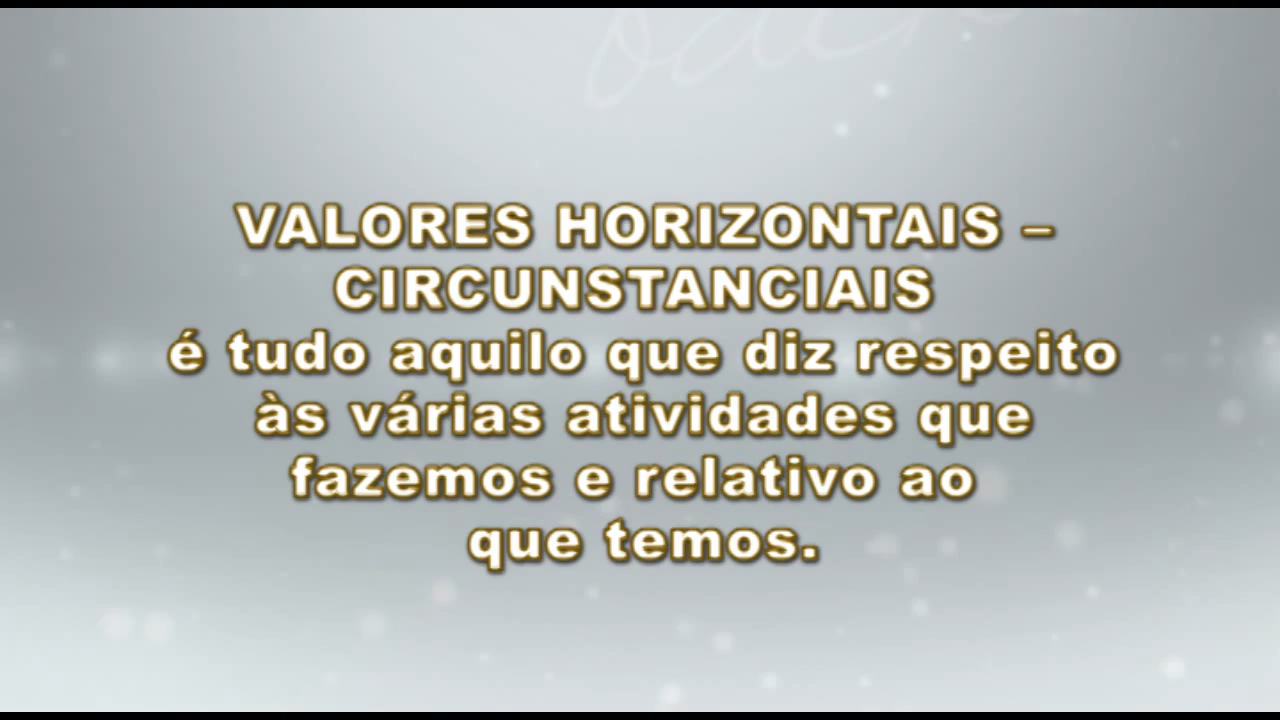 VALORES HORIZONTAIS –
CIRCUNSTANCIAIS
é tudo aquilo que diz respeito
às várias atividades que
fazemos e relativo ao
que temos.